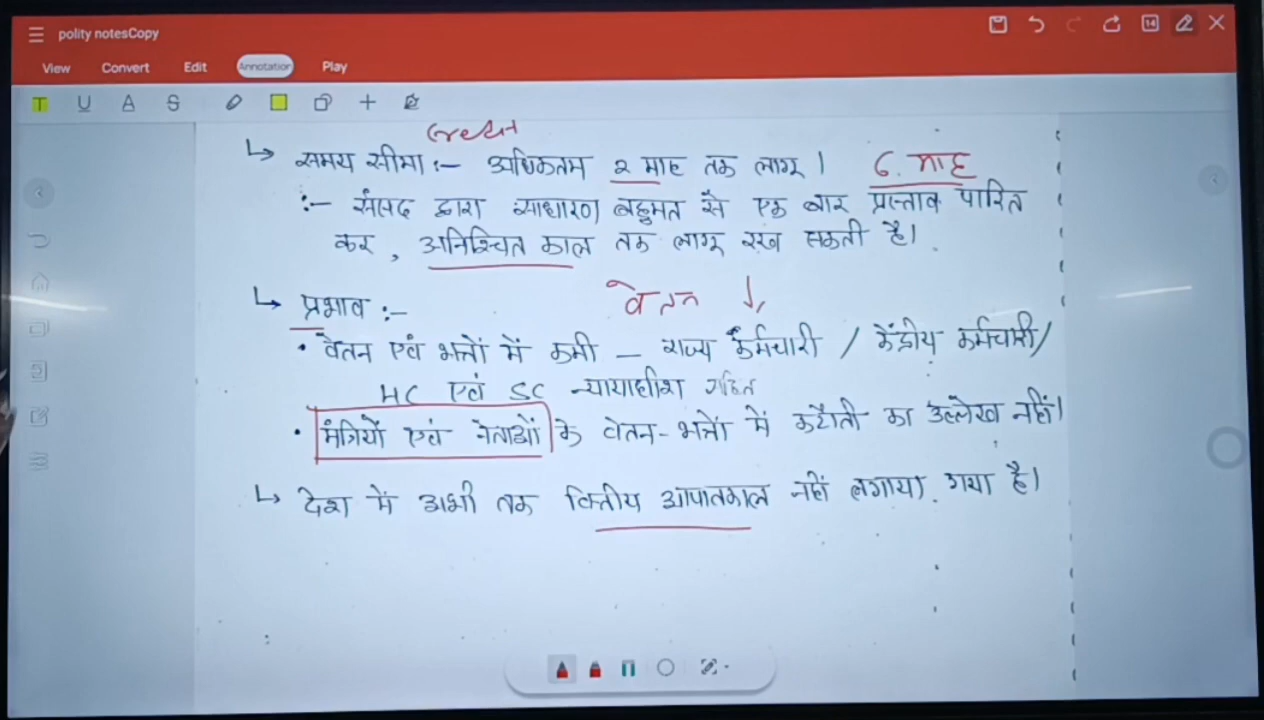 polity notesCopy
14
View Convert Edit Annotation Play
T U A S
समय सीमा :- अधिकतम २ माह तक लागू। 6. माह
:- संसद द्वारा साधारण बहुमत से एक बार प्रस्ताव पारित
कर, अनिश्चित काल तक लागू रख सकती है।
प्रभाव :- वेतन ↓
• वेतन एवं भत्तों में कमी – राज्य कर्मचारी / केंद्रीय कर्मचारी/
HC एवं SC न्यायाधीश सहित
• मंत्रियों एवं नेताओं के वेतन-भत्तों में कटौती का उल्लेख नहीं।
देश में अभी तक वित्तीय आपातकाल नहीं लगाया गया है।